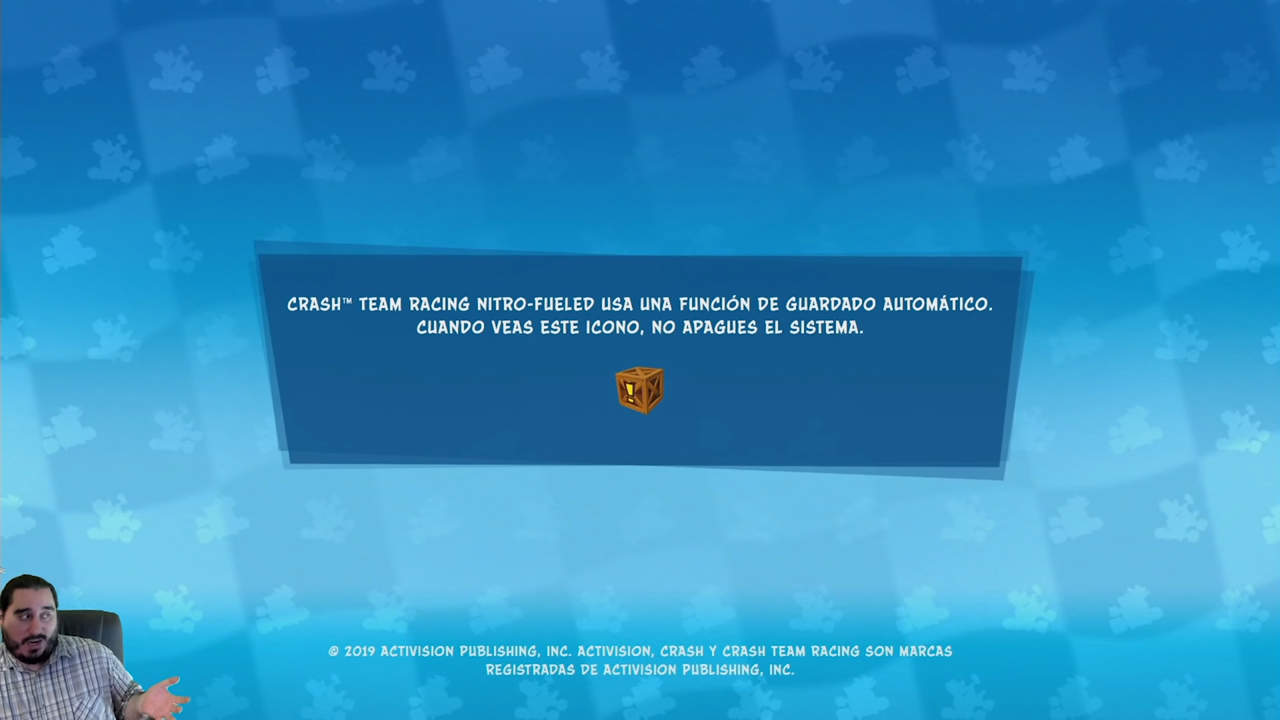 CRASH™ TEAM RACING NITRO-FUELED USA UNA FUNCIÓN DE GUARDADO AUTOMÁTICO.
CUANDO VEAS ESTE ICONO, NO APAGUES EL SISTEMA.
!
© 2019 ACTIVISION PUBLISHING, INC. ACTIVISION, CRASH Y CRASH TEAM RACING SON MARCAS
REGISTRADAS DE ACTIVISION PUBLISHING, INC.